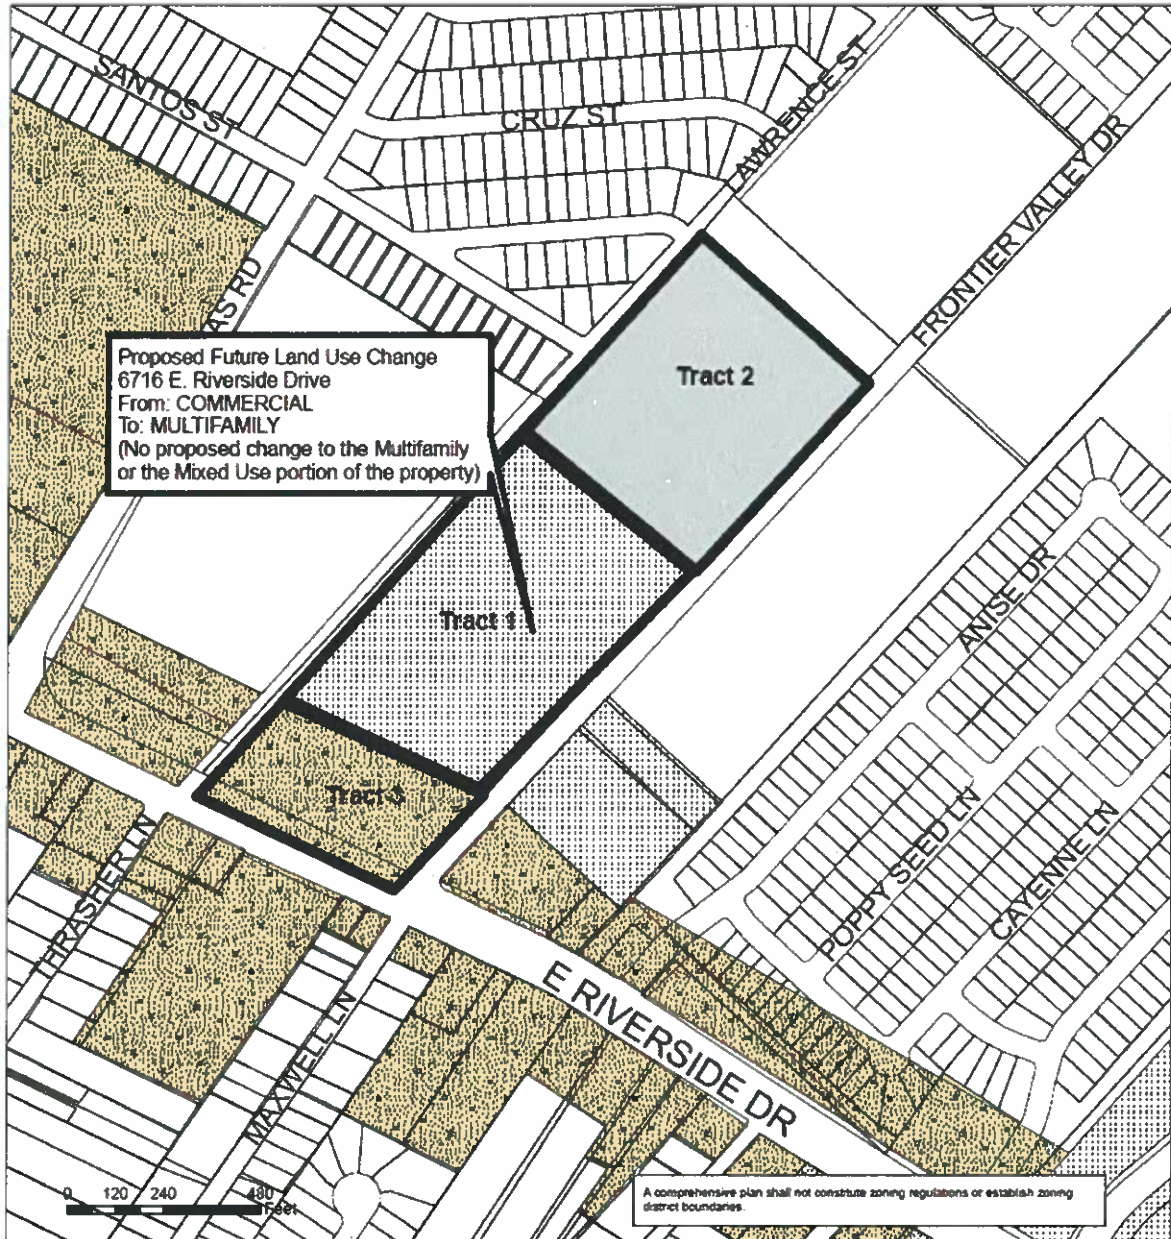 SANTOS ST
CRUZ ST
LAWRENCE ST
FRONTIER VALLEY DR
AS RD
Proposed Future Land Use Change
6716 E. Riverside Drive
From: COMMERCIAL
To: MULTIFAMILY
(No proposed change to the Multifamily
or the Mixed Use portion of the property)
Tract 2
Tract 1
Tract 3
ANISE DR
POPPY SEED LN
CAYENNE LN
THRASHER LN
MAXWELL LN
E RIVERSIDE DR
0 120 240 480
Feet
A comprehensive plan shall not constitute zoning regulations or establish zoning
district boundaries.